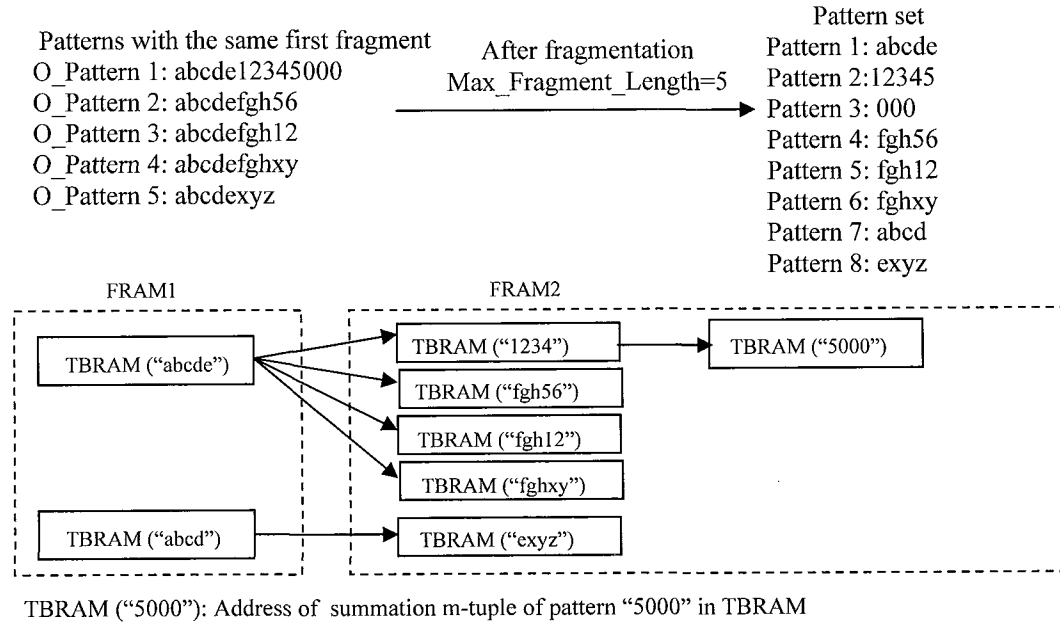 Patterns with the same first fragment
O_Pattern 1: abcde12345000
O_Pattern 2: abcdefgh56
O_Pattern 3: abcdefgh12
O_Pattern 4: abcdefghxy
O_Pattern 5: abcdexyz
After fragmentation
Max_Fragment_Length=5
Pattern set
Pattern 1: abcde
Pattern 2:12345
Pattern 3: 000
Pattern 4: fgh56
Pattern 5: fgh12
Pattern 6: fghxy
Pattern 7: abcd
Pattern 8: exyz
FRAM1
FRAM2
TBRAM (“abcde”)
TBRAM (“1234”)
TBRAM (“5000”)
TBRAM (“fgh56”)
TBRAM (“fgh12”)
TBRAM (“fghxy”)
TBRAM (“abcd”)
TBRAM (“exyz”)
TBRAM (“5000”): Address of summation m-tuple of pattern “5000” in TBRAM